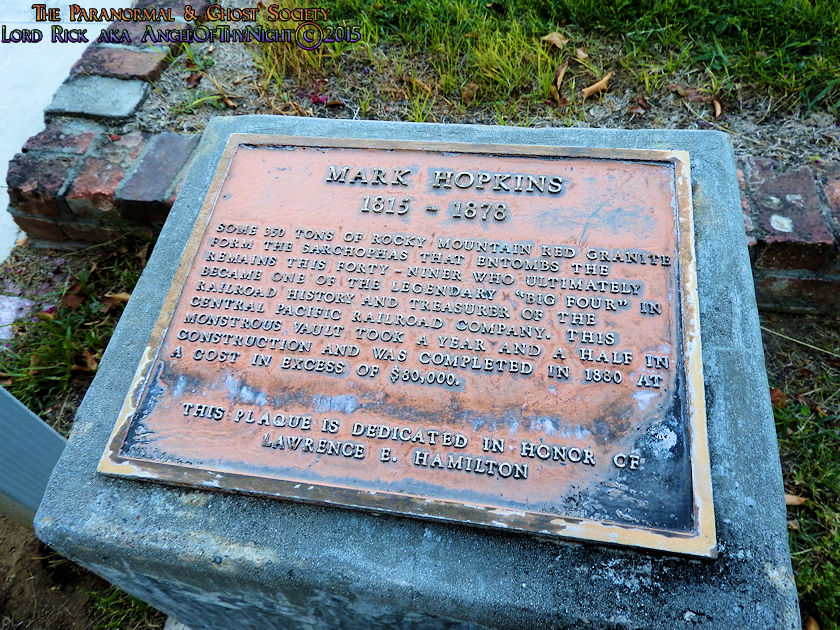 The Paranormal & Ghost Society
Lord Rick aka AngelOfThyNight©2015
MARK HOPKINS
1815 - 1878
SOME 350 TONS OF ROCKY MOUNTAIN RED GRANITE
FORM THE SARCHOPHAS THAT ENTOMBS THE
REMAINS THIS FORTY - NINER WHO ULTIMATELY
BECAME ONE OF THE LEGENDARY "BIG FOUR" IN
RAILROAD HISTORY AND TREASURER OF THE
CENTRAL PACIFIC RAILROAD COMPANY. THIS
MONSTROUS VAULT TOOK A YEAR AND A HALF IN
CONSTRUCTION AND WAS COMPLETED IN 1880 AT
A COST IN EXCESS OF $60,000.
THIS PLAQUE IS DEDICATED IN HONOR OF
LAWRENCE E. HAMILTON